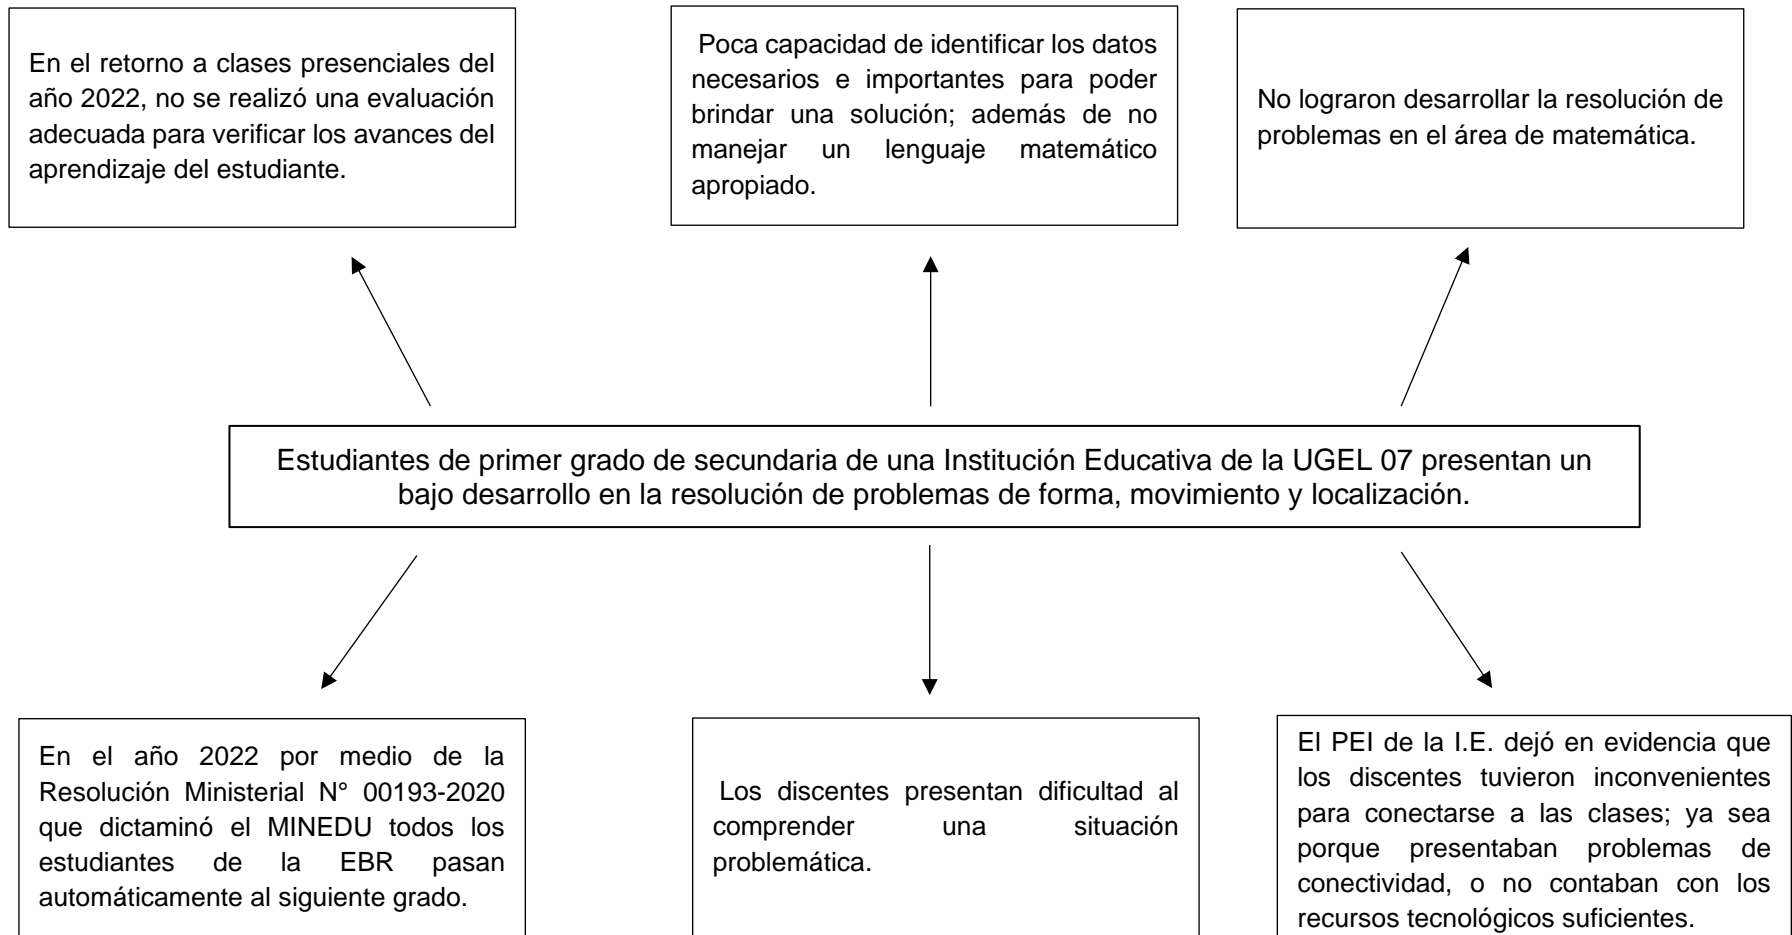 En el retorno a clases presenciales del
año 2022, no se realizó una evaluación
adecuada para verificar los avances del
aprendizaje del estudiante.
Poca capacidad de identificar los datos
necesarios e importantes para poder
brindar una solución; además de no
manejar un lenguaje matemático
apropiado.
No lograron desarrollar la resolución de
problemas en el área de matemática.
Estudiantes de primer grado de secundaria de una Institución Educativa de la UGEL 07 presentan un
bajo desarrollo en la resolución de problemas de forma, movimiento y localización.
En el año 2022 por medio de la
Resolución Ministerial N° 00193-2020
que dictaminó el MINEDU todos los
estudiantes de la EBR pasan
automáticamente al siguiente grado.
Los discentes presentan dificultad al
comprender una situación
problemática.
El PEI de la I.E. dejó en evidencia que
los discentes tuvieron inconvenientes
para conectarse a las clases; ya sea
porque presentaban problemas de
conectividad, o no contaban con los
recursos tecnológicos suficientes.